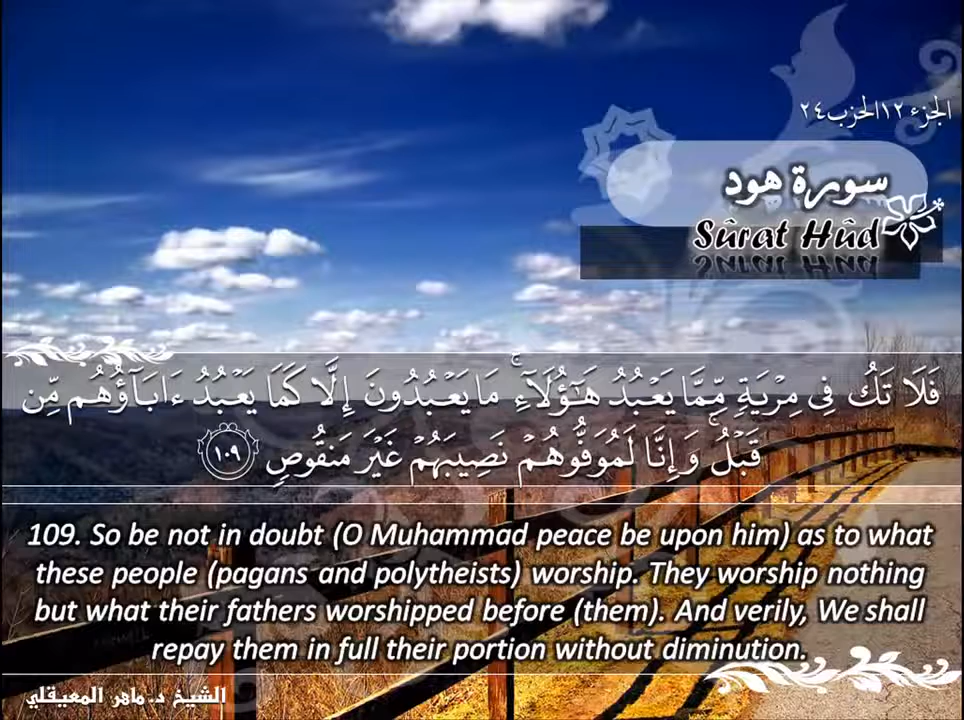 الجزء ١٢ الحزب ٢٤
سورة هود
Sûrat Hûd
فَلَا تَكُ فِى مِرْيَةٍ مِّمَّا يَعْبُدُ هَـٰٓؤُلَآءِ ۚ مَا يَعْبُدُونَ إِلَّا كَمَا يَعْبُدُ ءَابَآؤُهُم مِّن
قَبْلُ ۚ وَإِنَّا لَمُوَفُّوهُمْ نَصِيبَهُمْ غَيْرَ مَنقُوصٍ ١٠٩
109. So be not in doubt (O Muhammad peace be upon him) as to what
these people (pagans and polytheists) worship. They worship nothing
but what their fathers worshipped before (them). And verily, We shall
repay them in full their portion without diminution.
الشيخ د. ماهر المعيقلي